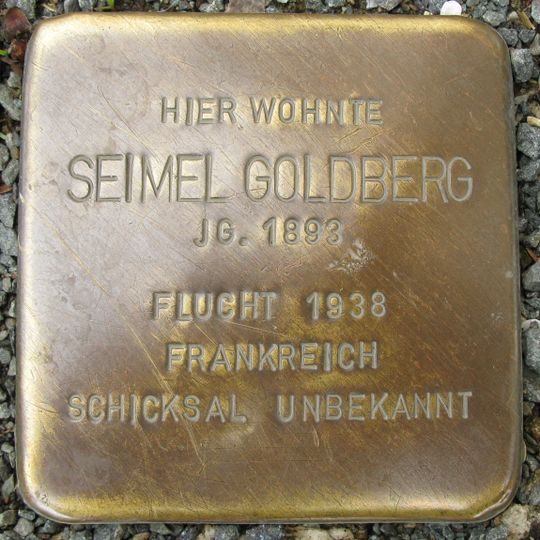 HIER WOHNTE
SEIMEL GOLDBERG
JG. 1893
FLUCHT 1938
FRANKREICH
SCHICKSAL UNBEKANNT